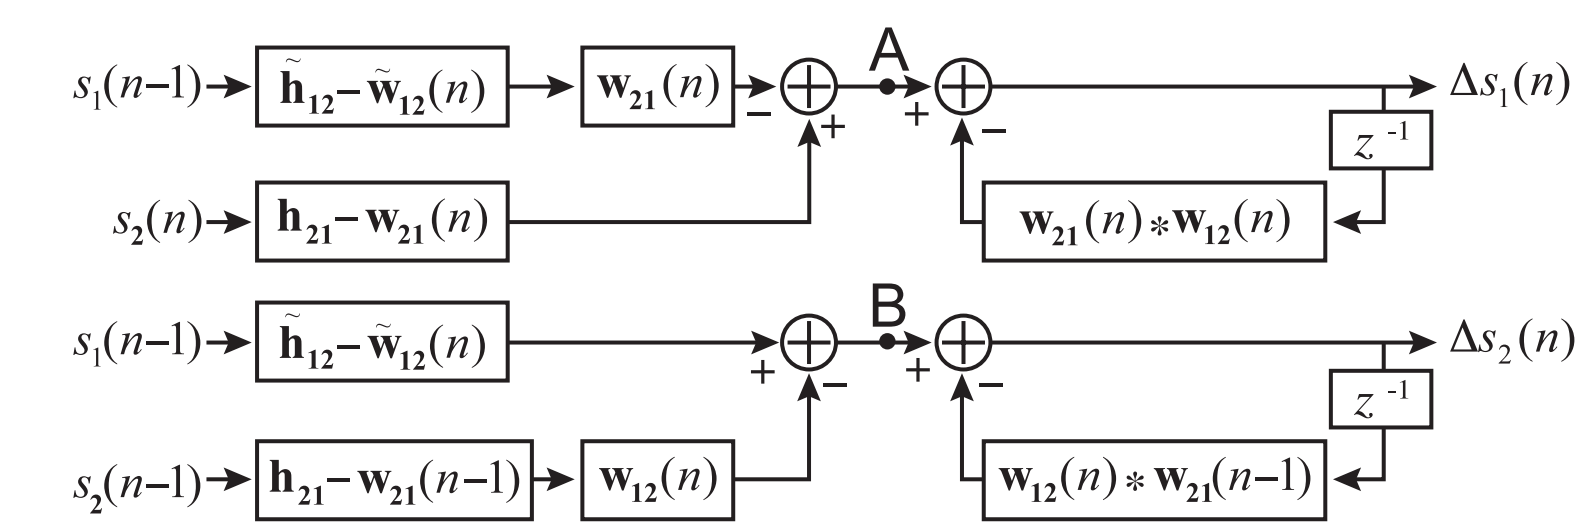 A
s₁(n−1) h̃₁₂−w̃₁₂(n) w₂₁(n) − + + − Δs₁(n)
z ⁻¹
s₂(n) h₂₁−w₂₁(n) w₂₁(n)∗w₁₂(n)
B
s₁(n−1) h̃₁₂−w̃₁₂(n) + − + − Δs₂(n)
z ⁻¹
s₂(n−1) h₂₁−w₂₁(n−1) w₁₂(n) w₁₂(n)∗w₂₁(n−1)